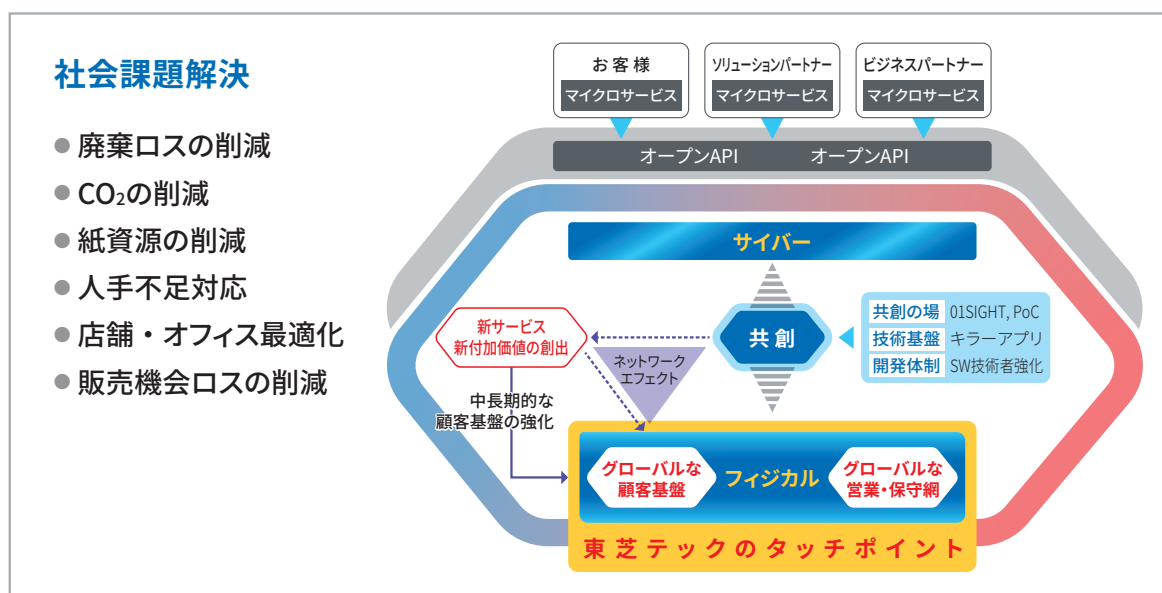 社会課題解決
● 廃棄ロスの削減
● CO₂の削減
● 紙資源の削減
● 人手不足対応
● 店舗・オフィス最適化
● 販売機会ロスの削減
お客様
マイクロサービス
ソリューションパートナー
マイクロサービス
ビジネスパートナー
マイクロサービス
オープンAPI
オープンAPI
サイバー
新サービス
新付加価値の創出
共創
共創の場 01SIGHT, PoC
技術基盤 キラーアプリ
開発体制 SW技術者強化
ネットワーク
エフェクト
中長期的な
顧客基盤の強化
グローバルな
顧客基盤
フィジカル
グローバルな
営業・保守網
東芝テックのタッチポイント